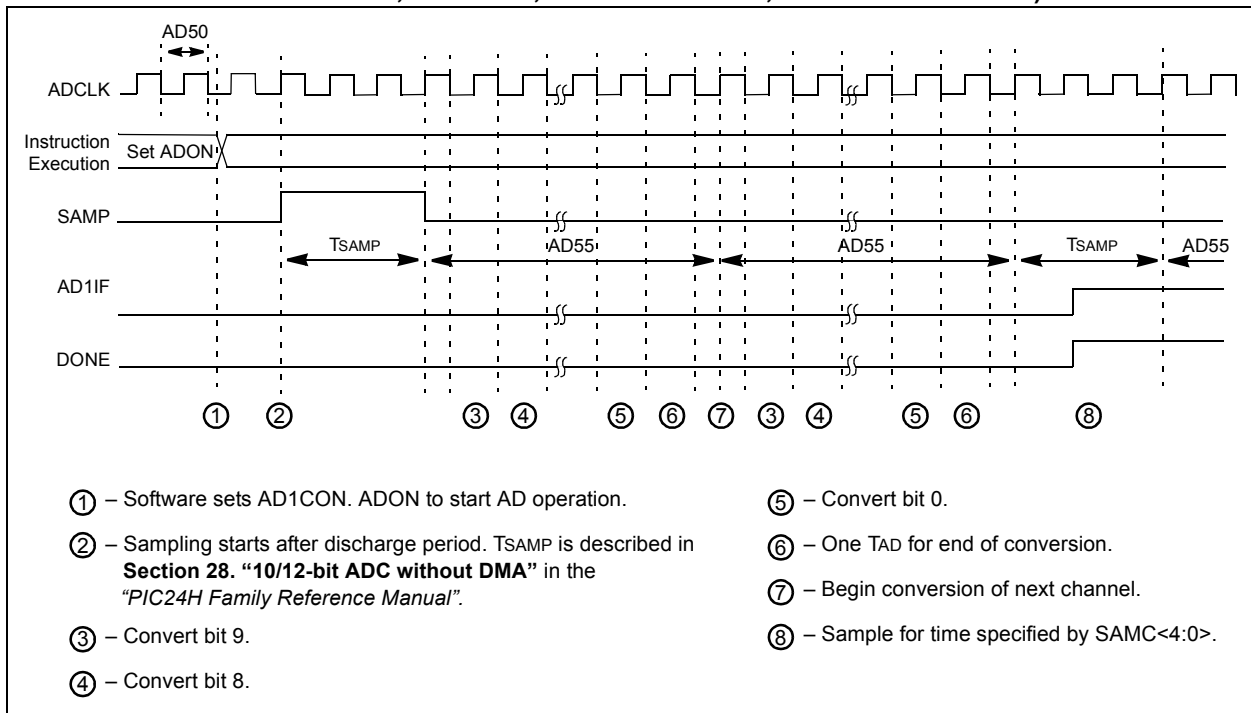 AD50
ADCLK
Instruction
Execution
Set ADON
SAMP
TSAMP
AD55
AD55
TSAMP
AD55
AD1IF
DONE
1 2 3 4 5 6 7 3 4 5 6 8
1 – Software sets AD1CON. ADON to start AD operation.
2 – Sampling starts after discharge period. TSAMP is described in
Section 28. “10/12-bit ADC without DMA” in the
“PIC24H Family Reference Manual”.
3 – Convert bit 9.
4 – Convert bit 8.
5 – Convert bit 0.
6 – One TAD for end of conversion.
7 – Begin conversion of next channel.
8 – Sample for time specified by SAMC<4:0>.